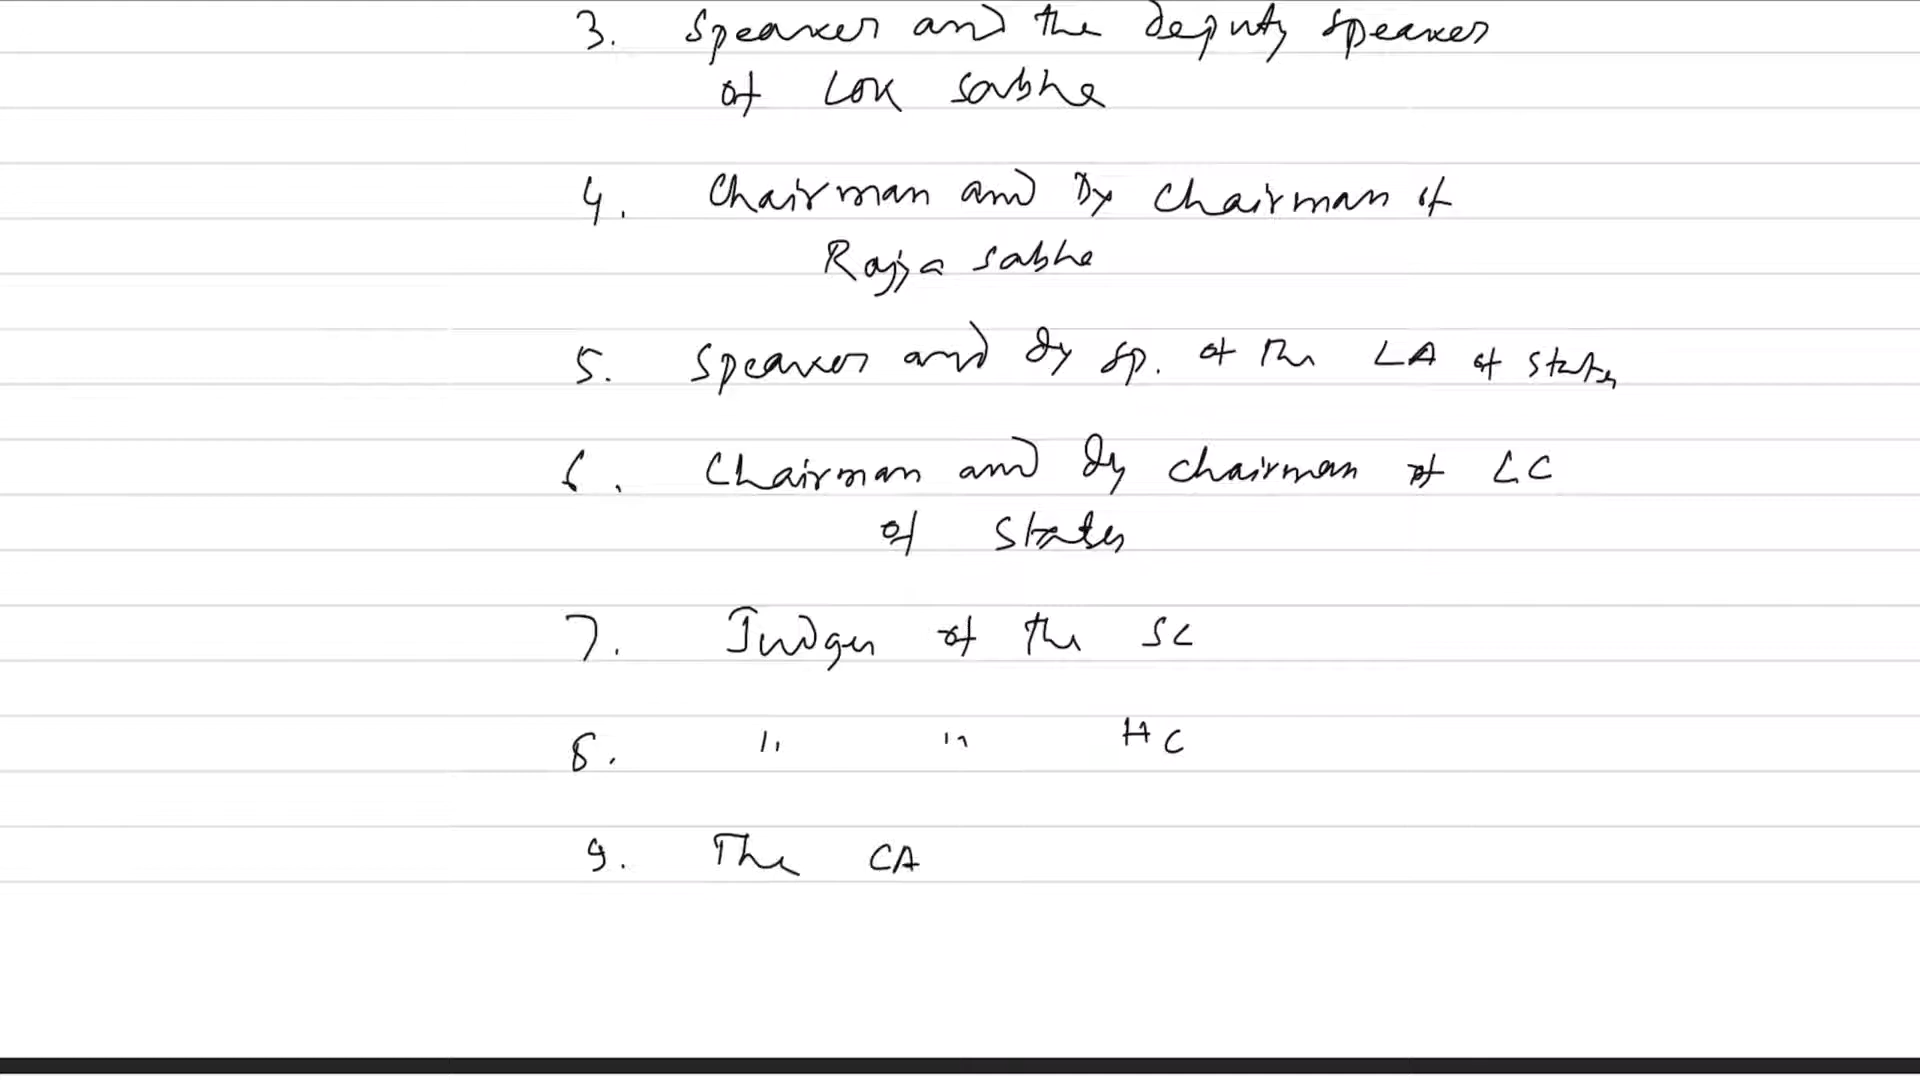 3. Speaker and the deputy speaker
of Lok Sabha
4. Chairman and Dy Chairman of
Rajya Sabha
5. Speaker and Dy Sp. of the LA of States
6. Chairman and Dy Chairman of LC
of States
7. Judges of the SC
8. " " HC
9. The CA